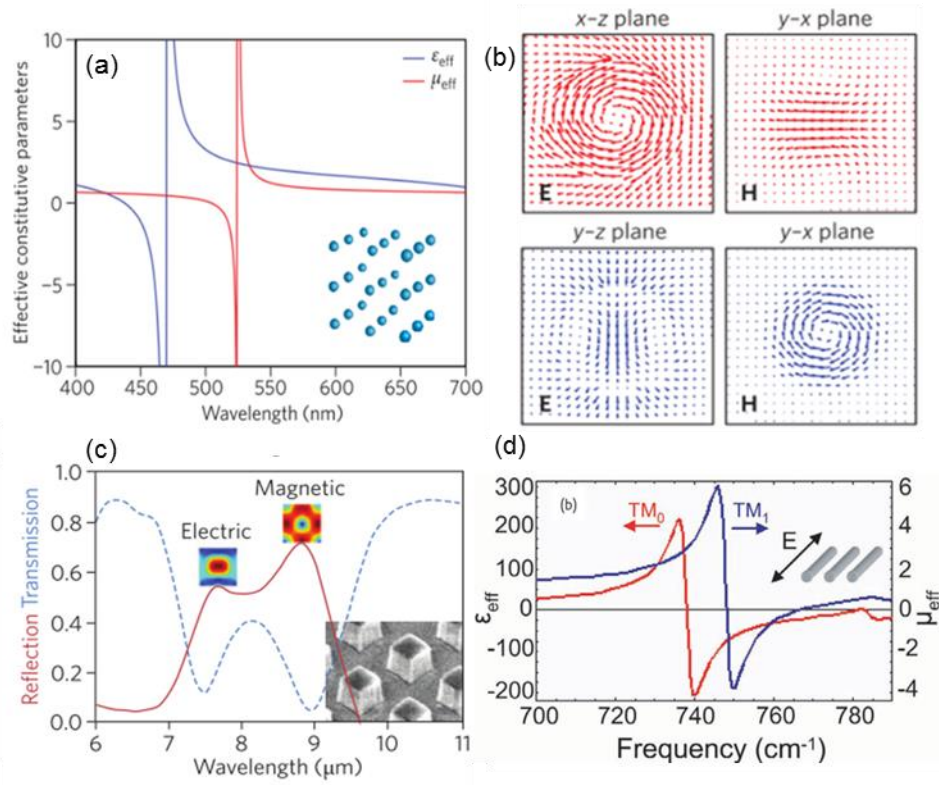 (a)
10
5
0
−5
−10
Effective constitutive parameters
εeff
μeff
400
450
500
550
600
650
700
Wavelength (nm)
(b)
x–z plane
y–x plane
E
H
y–z plane
y–x plane
E
H
(c)
1.0
0.8
0.6
0.4
0.2
0.0
Reflection Transmission
Electric
Magnetic
6
7
8
9
10
11
Wavelength (μm)
(d)
300
200
100
0
-100
-200
εeff
(b)
TM0
TM1
E
6
4
2
0
-2
-4
μeff
700
720
740
760
780
Frequency (cm-1)